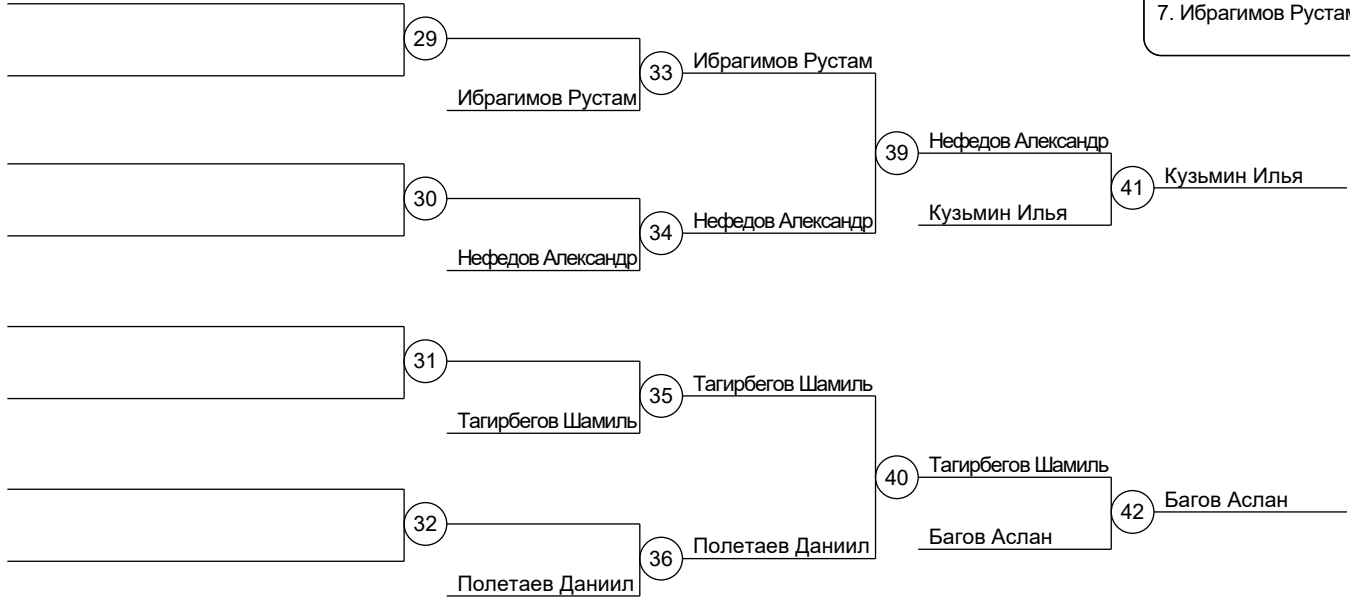 7. Ибрагимов Рустам
29
33
Ибрагимов Рустам
Ибрагимов Рустам
39
Нефедов Александр
41
Кузьмин Илья
30
34
Нефедов Александр
Кузьмин Илья
Нефедов Александр
31
35
Тагирбегов Шамиль
Тагирбегов Шамиль
40
Тагирбегов Шамиль
42
Багов Аслан
32
36
Полетаев Даниил
Багов Аслан
Полетаев Даниил